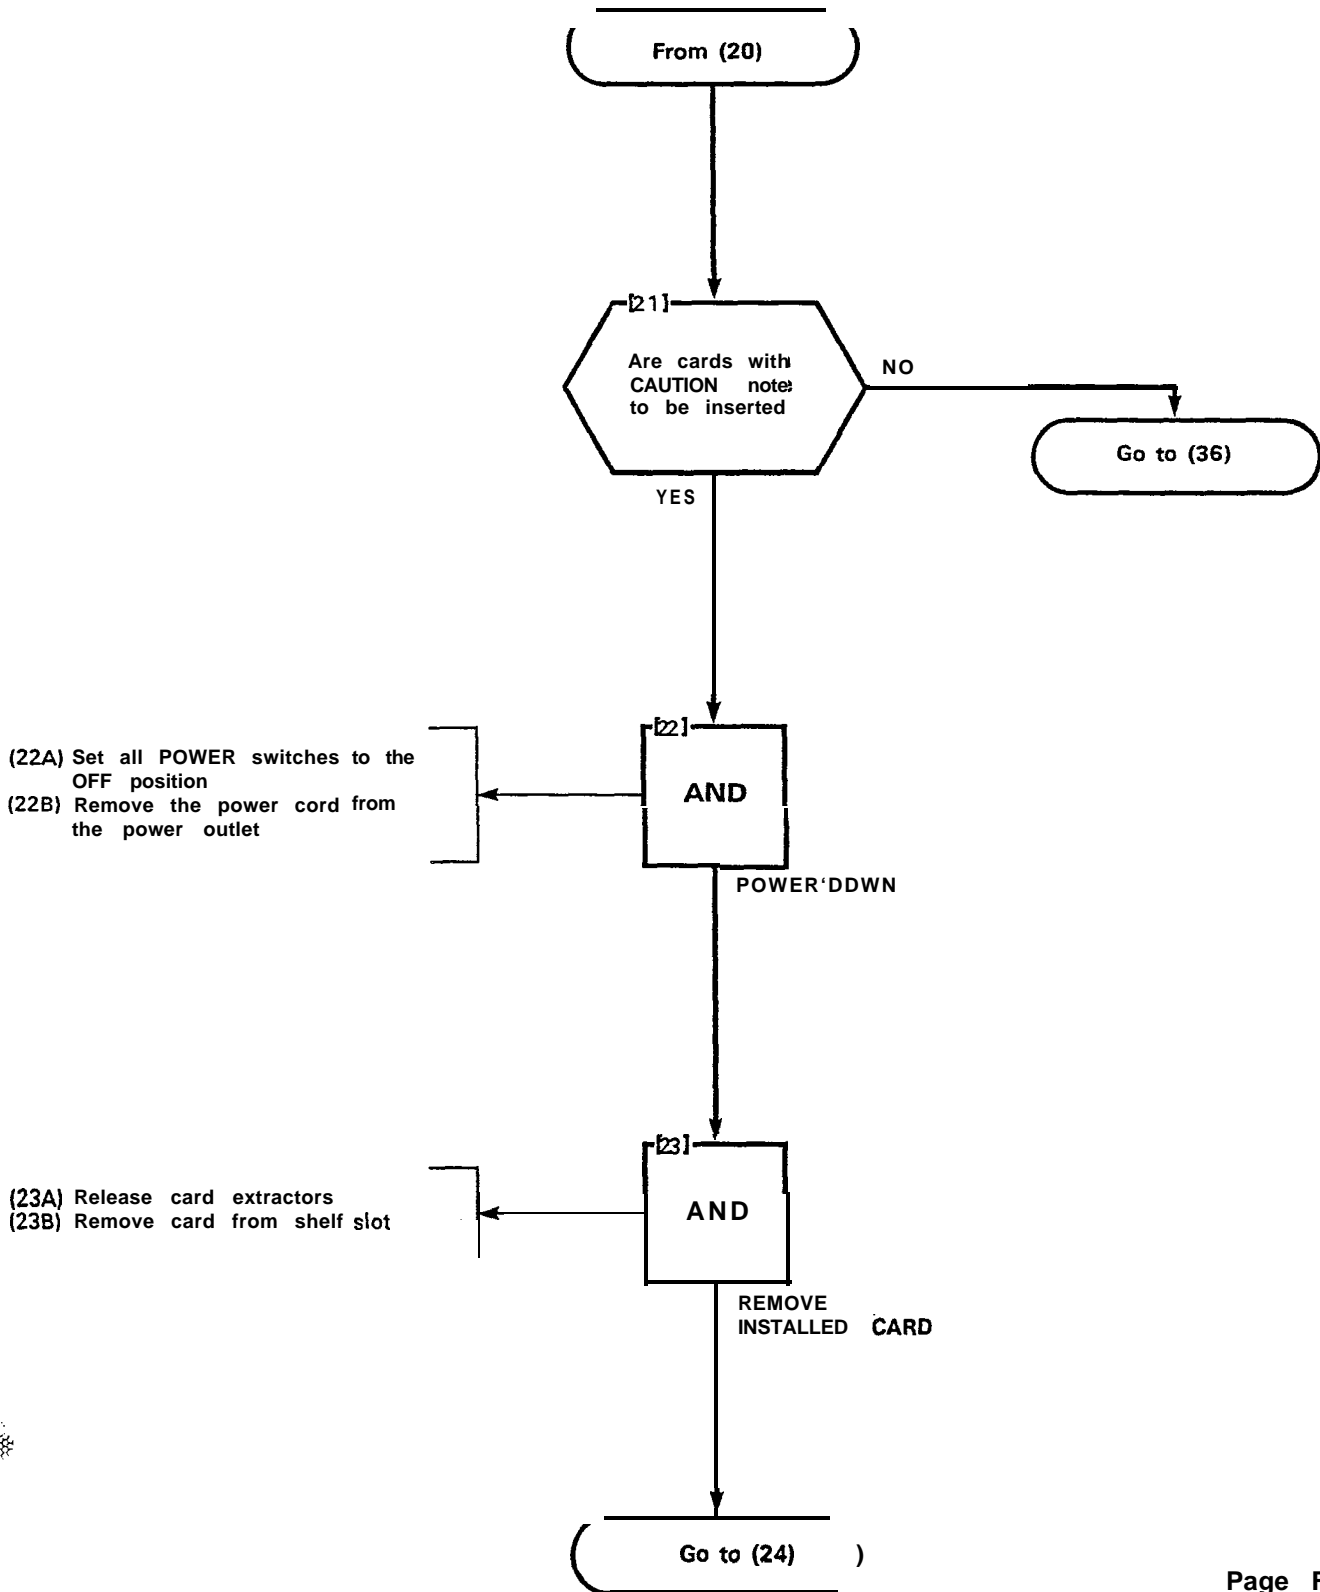 From (20)
[21]
Are cards with
CAUTION note
to be inserted
NO
Go to (36)
YES
[22]
(22A) Set all POWER switches to the
OFF position
(22B) Remove the power cord from
the power outlet
AND
POWER'DDWN
[23]
(23A) Release card extractors
(23B) Remove card from shelf slot
AND
REMOVE
INSTALLED CARD
Go to (24) )
Page